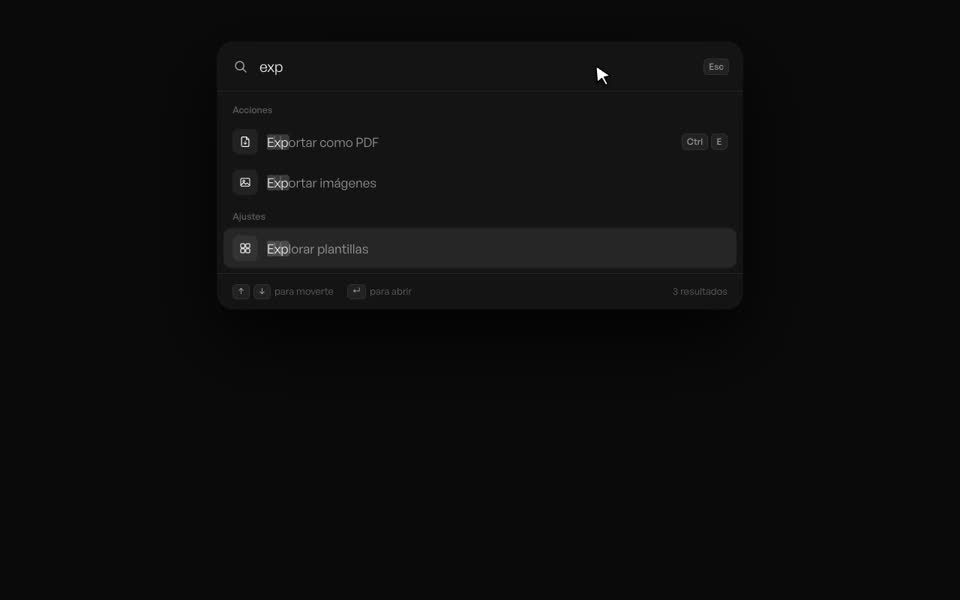 exp Esc
Acciones
Exportar como PDF Ctrl E
Exportar imágenes
Ajustes
Explorar plantillas
↑ ↓ para moverte ↵ para abrir 3 resultados